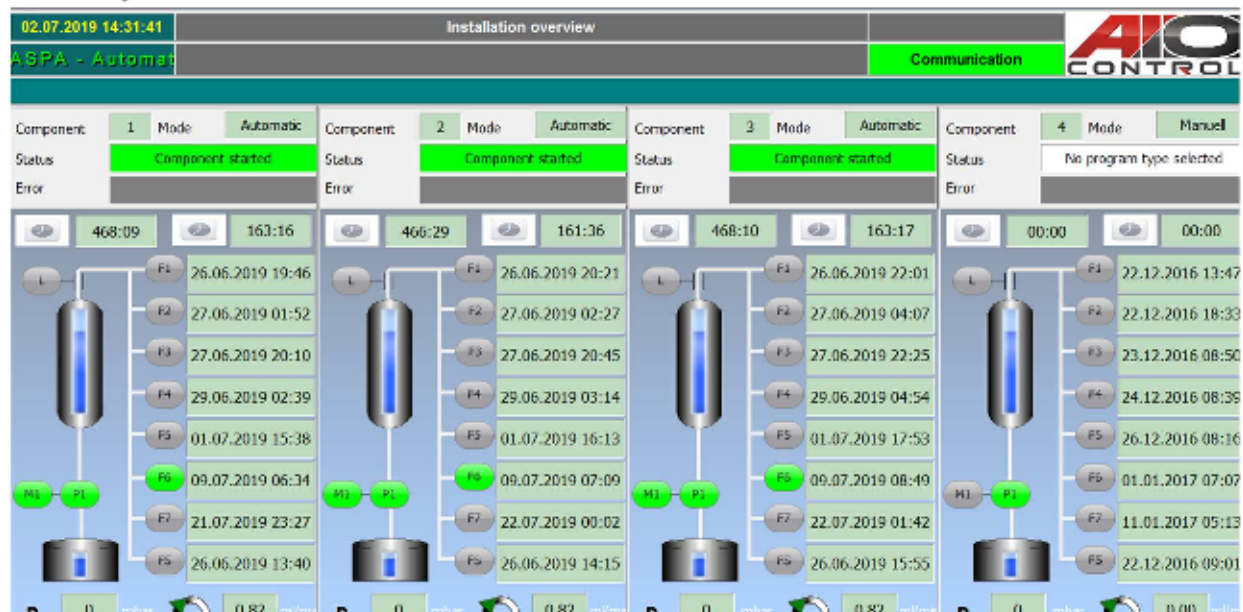 02.07.2019 14:31:41 Installation overview
ASPA - Automat Communication
AIO
CONTROL
Component 1 Mode Automatic
Status Component started
Error
468:09 163:16
L F1 26.06.2019 19:46
F2 27.06.2019 01:52
F3 27.06.2019 20:10
F4 29.06.2019 02:39
F5 01.07.2019 15:38
M1 P1 F6 09.07.2019 06:34
F7 21.07.2019 23:27
FS 26.06.2019 13:40
0 mbar 0.82
Component 2 Mode Automatic
Status Component started
Error
466:29 161:36
L F1 26.06.2019 20:21
F2 27.06.2019 02:27
F3 27.06.2019 20:45
F4 29.06.2019 03:14
F5 01.07.2019 16:13
M1 P1 F6 09.07.2019 07:09
F7 22.07.2019 00:02
FS 26.06.2019 14:15
0 mbar 0.82
Component 3 Mode Automatic
Status Component started
Error
468:10 163:17
L F1 26.06.2019 22:01
F2 27.06.2019 04:07
F3 27.06.2019 22:25
F4 29.06.2019 04:54
F5 01.07.2019 17:53
M1 P1 F6 09.07.2019 08:49
F7 22.07.2019 01:42
FS 26.06.2019 15:55
0 mbar 0.82
Component 4 Mode Manuell
Status No program type selected
Error
00:00 00:00
L F1 22.12.2016 13:47
F2 22.12.2016 18:33
F3 23.12.2016 08:50
F4 24.12.2016 08:39
F5 26.12.2016 08:16
M1 P1 F6 01.01.2017 07:07
F7 11.01.2017 05:13
FS 22.12.2016 09:01
0 mbar 0.00